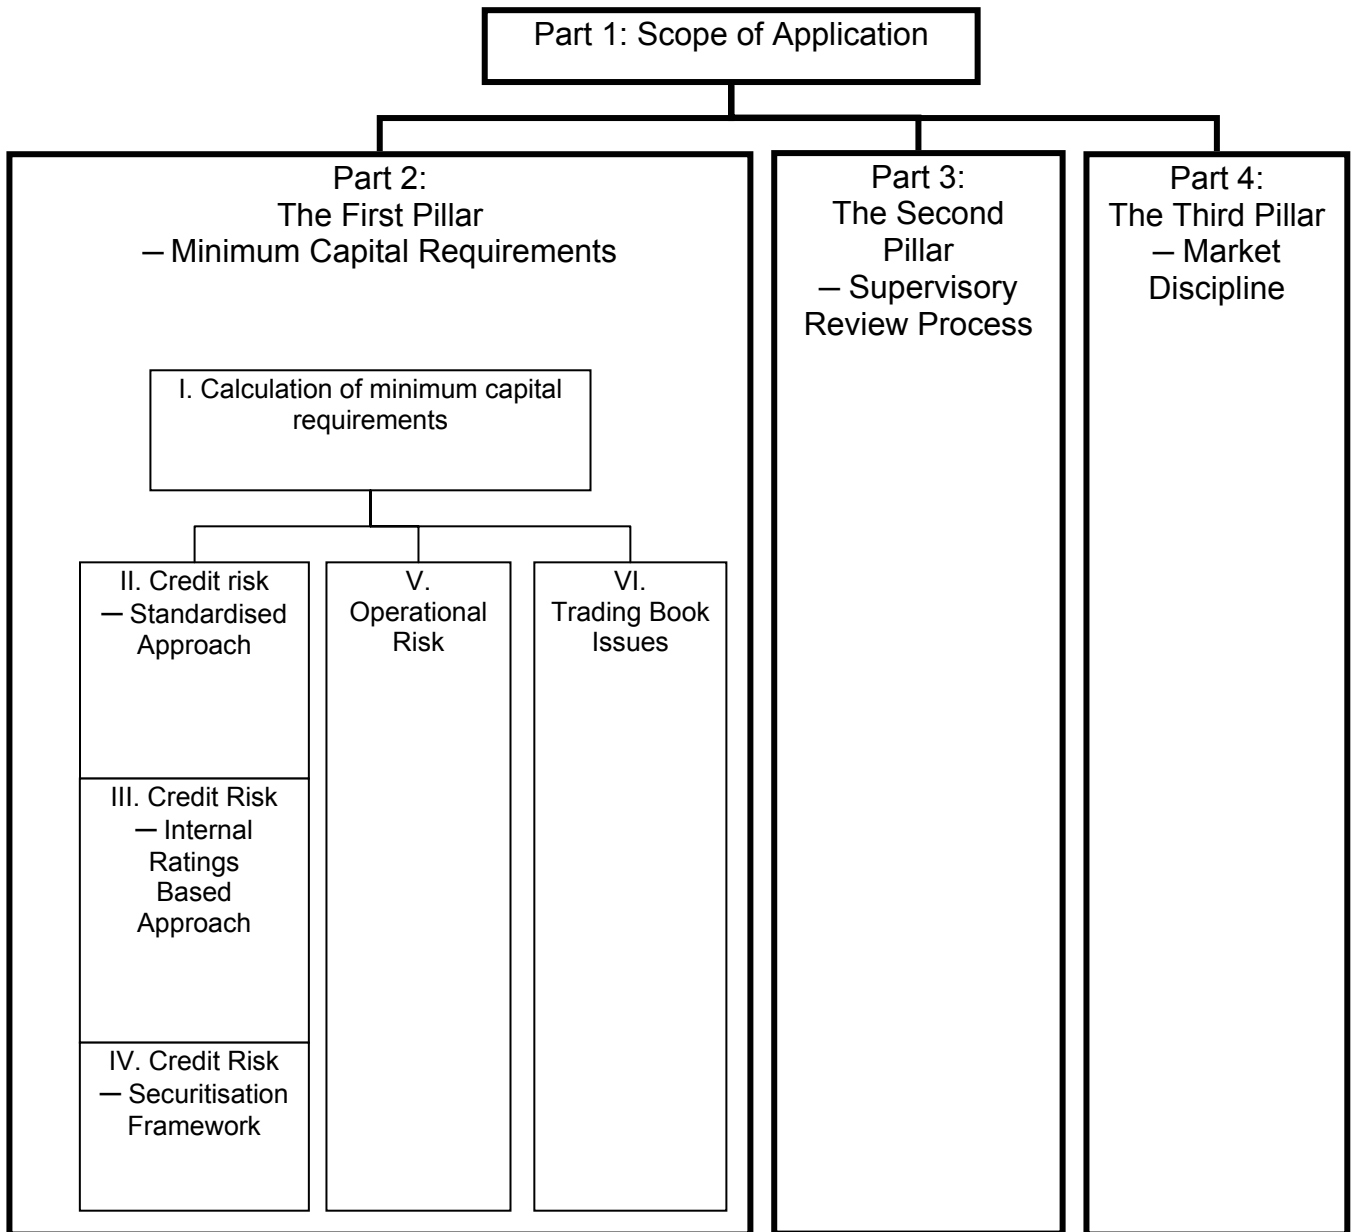 Part 1: Scope of Application
Part 2:
The First Pillar
— Minimum Capital Requirements
Part 3:
The Second
Pillar
— Supervisory
Review Process
Part 4:
The Third Pillar
— Market
Discipline
I. Calculation of minimum capital
requirements
II. Credit risk
— Standardised
Approach
III. Credit Risk
— Internal
Ratings
Based
Approach
IV. Credit Risk
— Securitisation
Framework
V.
Operational
Risk
VI.
Trading Book
Issues